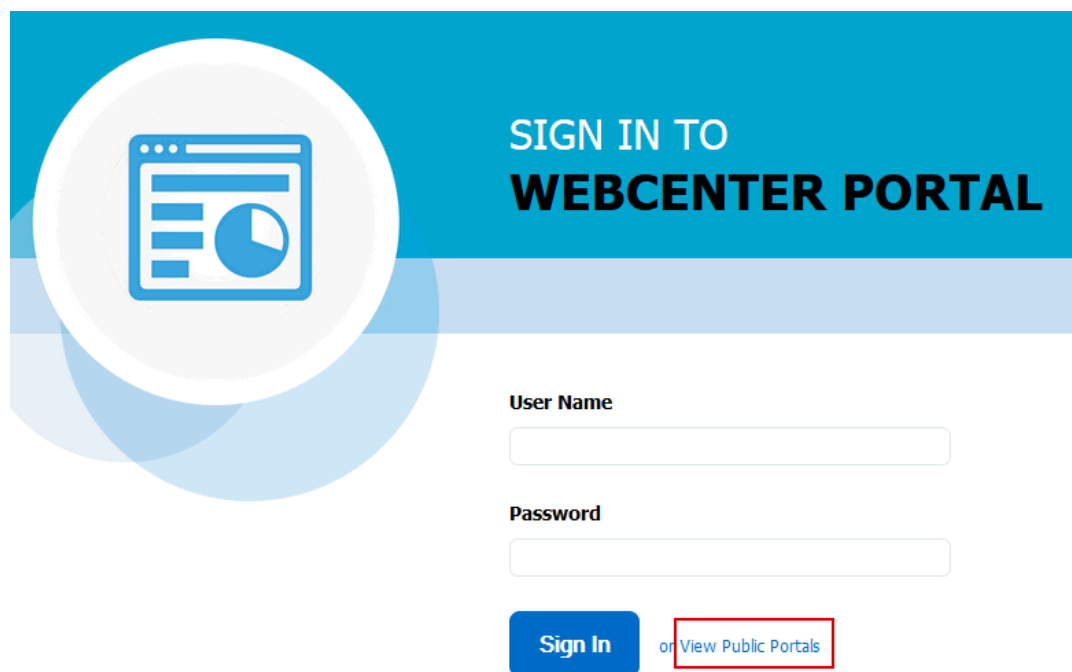 SIGN IN TO
WEBCENTER PORTAL
User Name
Password
Sign In or View Public Portals